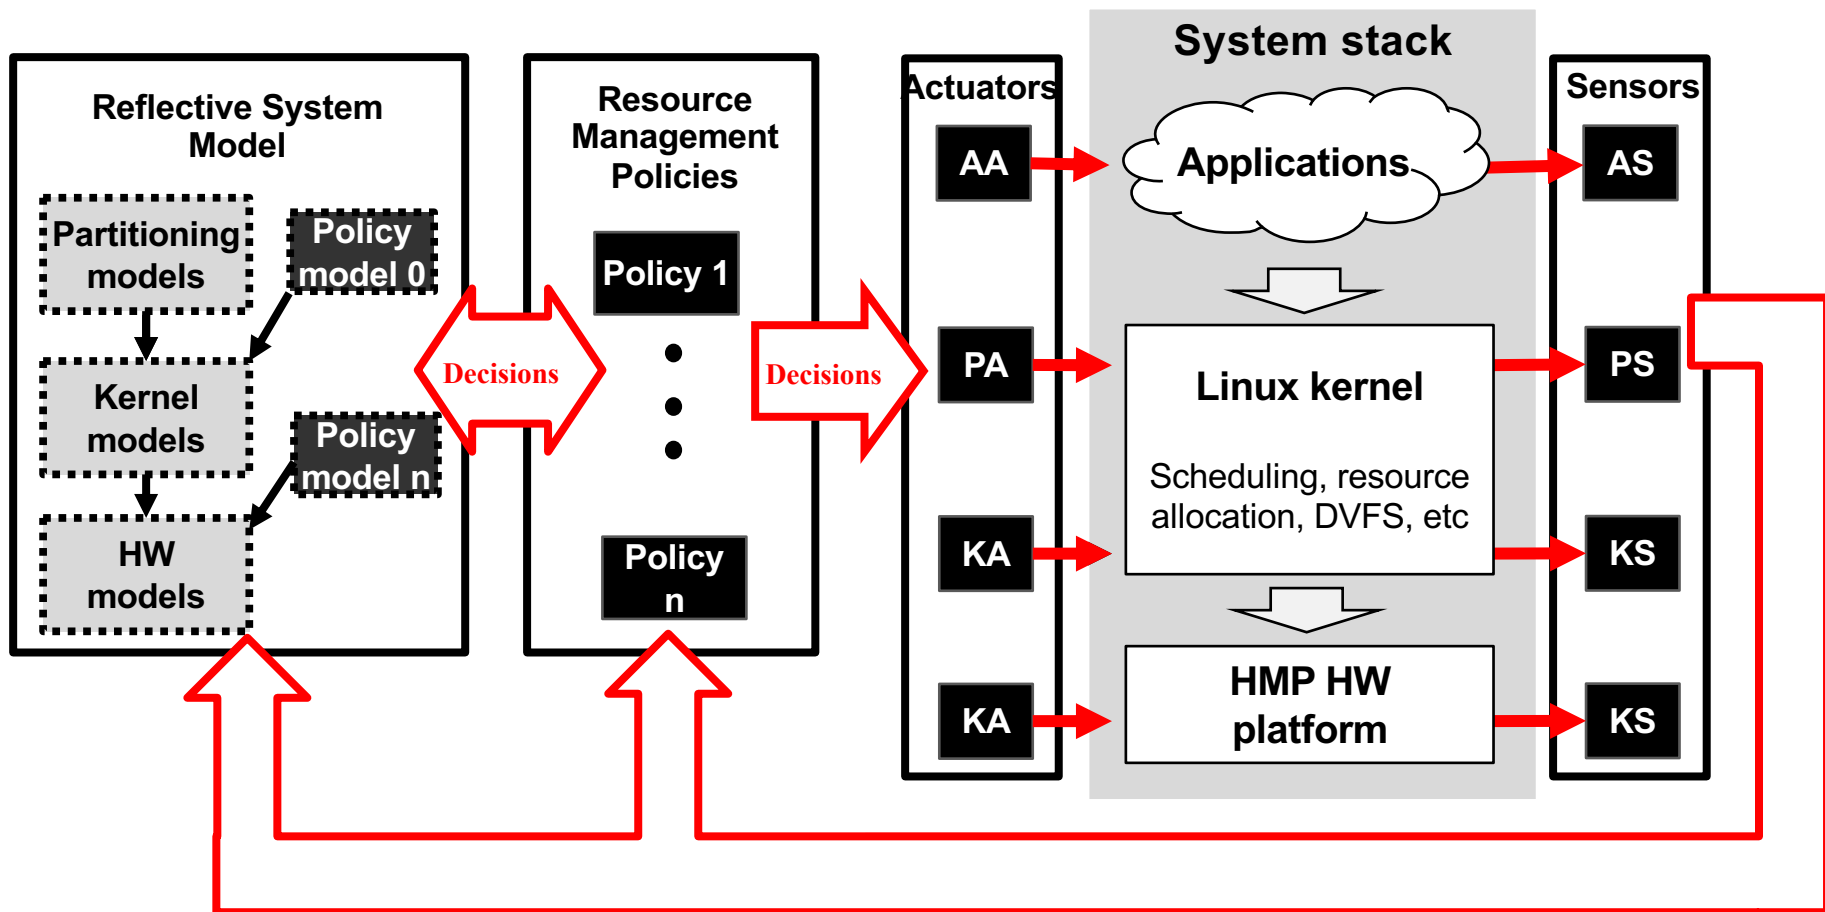 Reflective System
Model
Partitioning
models
Policy
model 0
Kernel
models
Policy
model n
HW
models
Decisions
Resource
Management
Policies
Policy 1
Policy
n
Decisions
Actuators
AA
PA
KA
KA
System stack
Applications
Linux kernel
Scheduling, resource
allocation, DVFS, etc
HMP HW
platform
Sensors
AS
PS
KS
KS